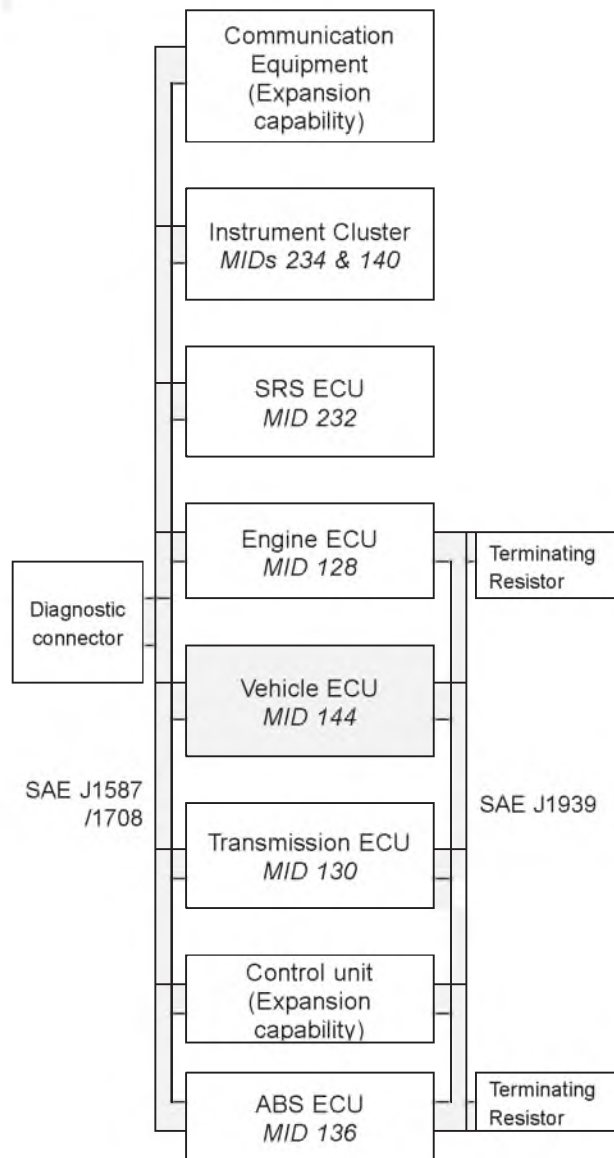 Communication
Equipment
(Expansion
capability)
Instrument Cluster
MIDs 234 & 140
SRS ECU
MID 232
Engine ECU
MID 128
Terminating
Resistor
Diagnostic
connector
Vehicle ECU
MID 144
SAE J1587
/1708
SAE J1939
Transmission ECU
MID 130
Control unit
(Expansion
capability)
ABS ECU
MID 136
Terminating
Resistor